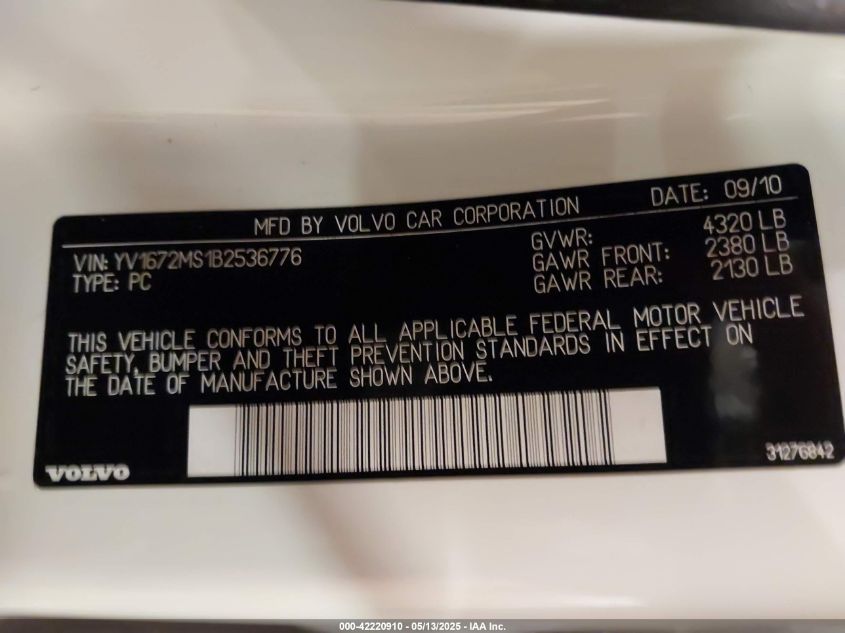 MFD BY VOLVO CAR CORPORATION DATE: 09/10
VIN: YV1672MS1B2536776
TYPE: PC
GVWR: 4320 LB
GAWR FRONT: 2380 LB
GAWR REAR: 2130 LB
THIS VEHICLE CONFORMS TO ALL APPLICABLE FEDERAL MOTOR VEHICLE
SAFETY, BUMPER AND THEFT PREVENTION STANDARDS IN EFFECT ON
THE DATE OF MANUFACTURE SHOWN ABOVE.
VOLVO
31276842
000-42220910 - 05/13/2025 - IAA Inc.